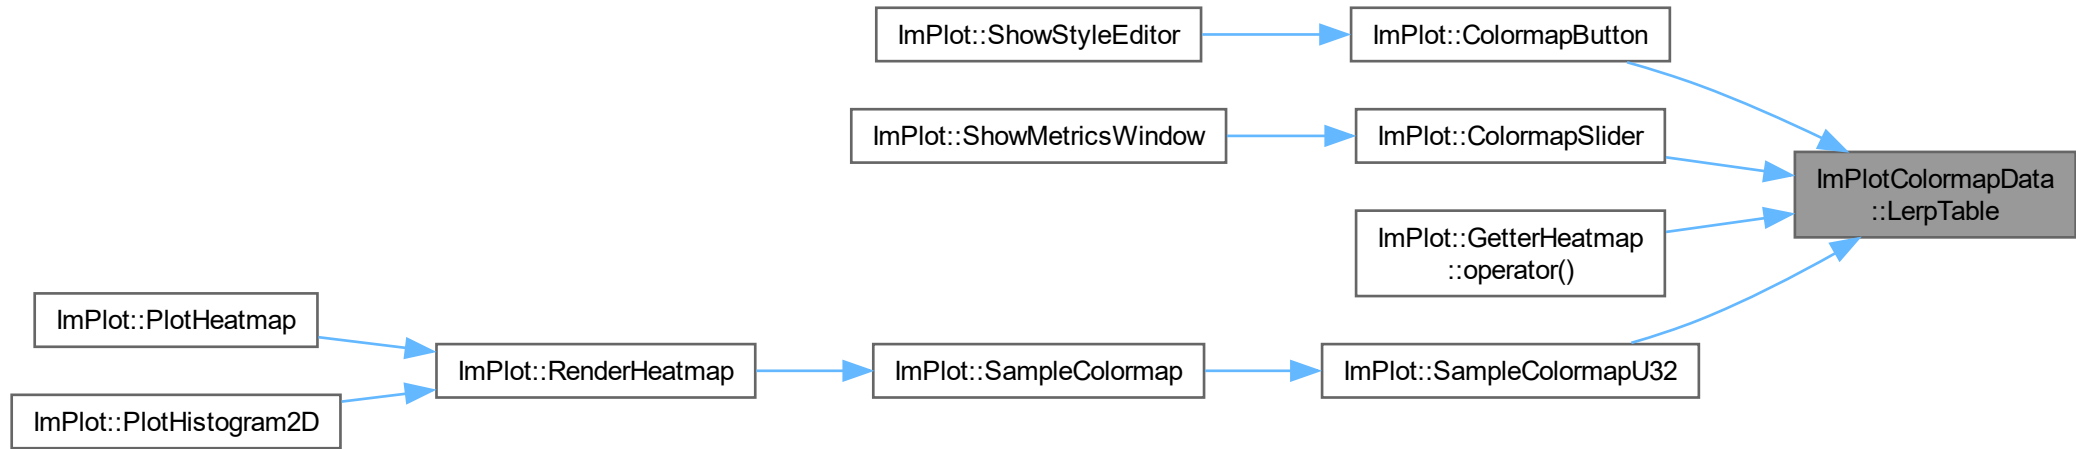 ImPlot::ShowStyleEditor
ImPlot::ColormapButton
ImPlot::ShowMetricsWindow
ImPlot::ColormapSlider
ImPlotColormapData
::LerpTable
ImPlot::GetterHeatmap
::operator()
ImPlot::PlotHeatmap
ImPlot::RenderHeatmap
ImPlot::SampleColormap
ImPlot::SampleColormapU32
ImPlot::PlotHistogram2D